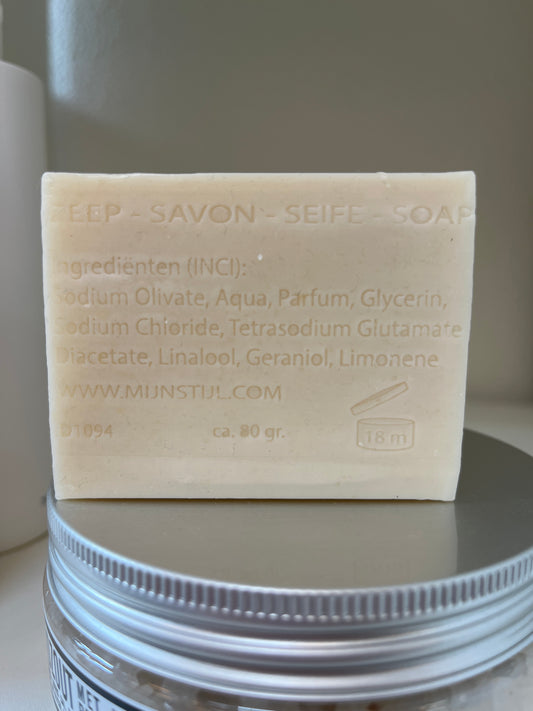 ZEEP - SAVON - SEIFE - SOAP
Ingrediënten (INCI):
Sodium Olivate, Aqua, Parfum, Glycerin,
Sodium Chloride, Tetrasodium Glutamate
Diacetate, Linalool, Geraniol, Limonene
WWW.MIJNSTIJL.COM
D1094 ca. 80 gr.
18 m
MET